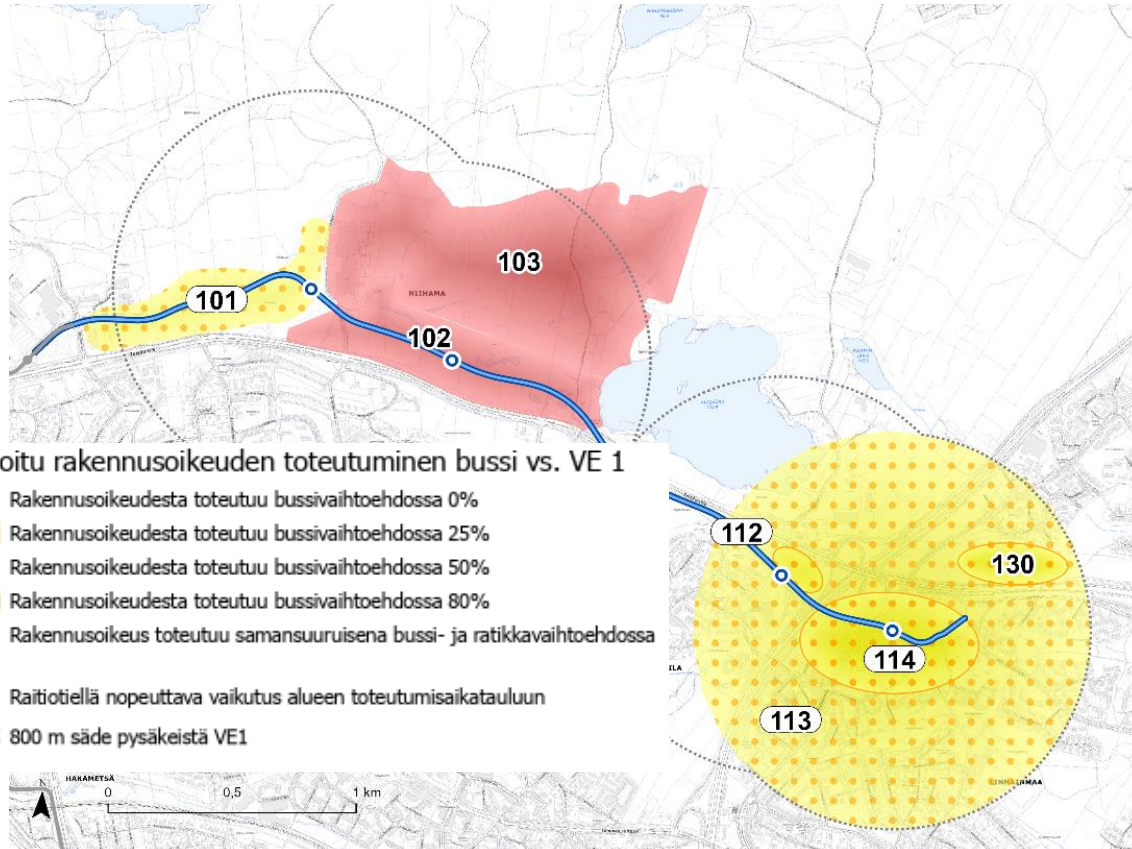 103
101
NIIHAMA
102
oitu rakennusoikeuden toteutuminen bussi vs. VE 1
Rakennusoikeudesta toteutuu bussivaihtoehdossa 0%
Rakennusoikeudesta toteutuu bussivaihtoehdossa 25%
Rakennusoikeudesta toteutuu bussivaihtoehdossa 50%
Rakennusoikeudesta toteutuu bussivaihtoehdossa 80%
Rakennusoikeus toteutuu samansuuruisena bussi- ja ratikkavaihtoehdossa
Raitiotiellä nopeuttava vaikutus alueen toteutumisaikatauluun
800 m säde pysäkeistä VE1
112
130
ILA
114
113
HAKAMETSÄ
0
0,5
1 km